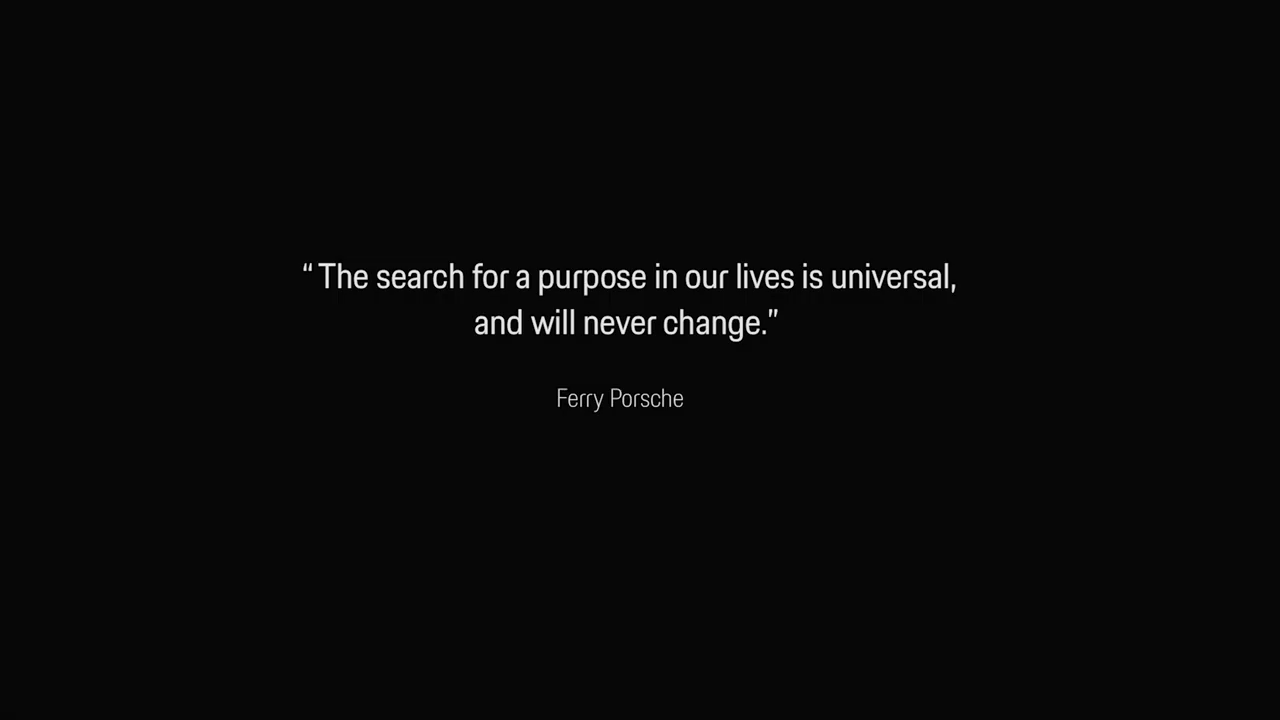 “ The search for a purpose in our lives is universal,
and will never change.”
Ferry Porsche